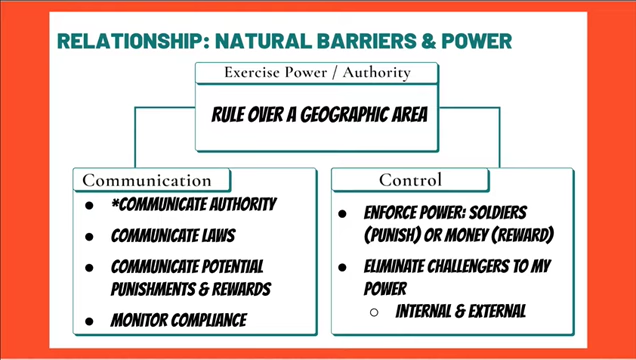 RELATIONSHIP: NATURAL BARRIERS & POWER
Exercise Power / Authority
RULE OVER A GEOGRAPHIC AREA
Communication
● *COMMUNICATE AUTHORITY
● COMMUNICATE LAWS
● COMMUNICATE POTENTIAL
PUNISHMENTS & REWARDS
● MONITOR COMPLIANCE
Control
● ENFORCE POWER: SOLDIERS
(PUNISH) OR MONEY (REWARD)
● ELIMINATE CHALLENGERS TO MY
POWER
○ INTERNAL & EXTERNAL